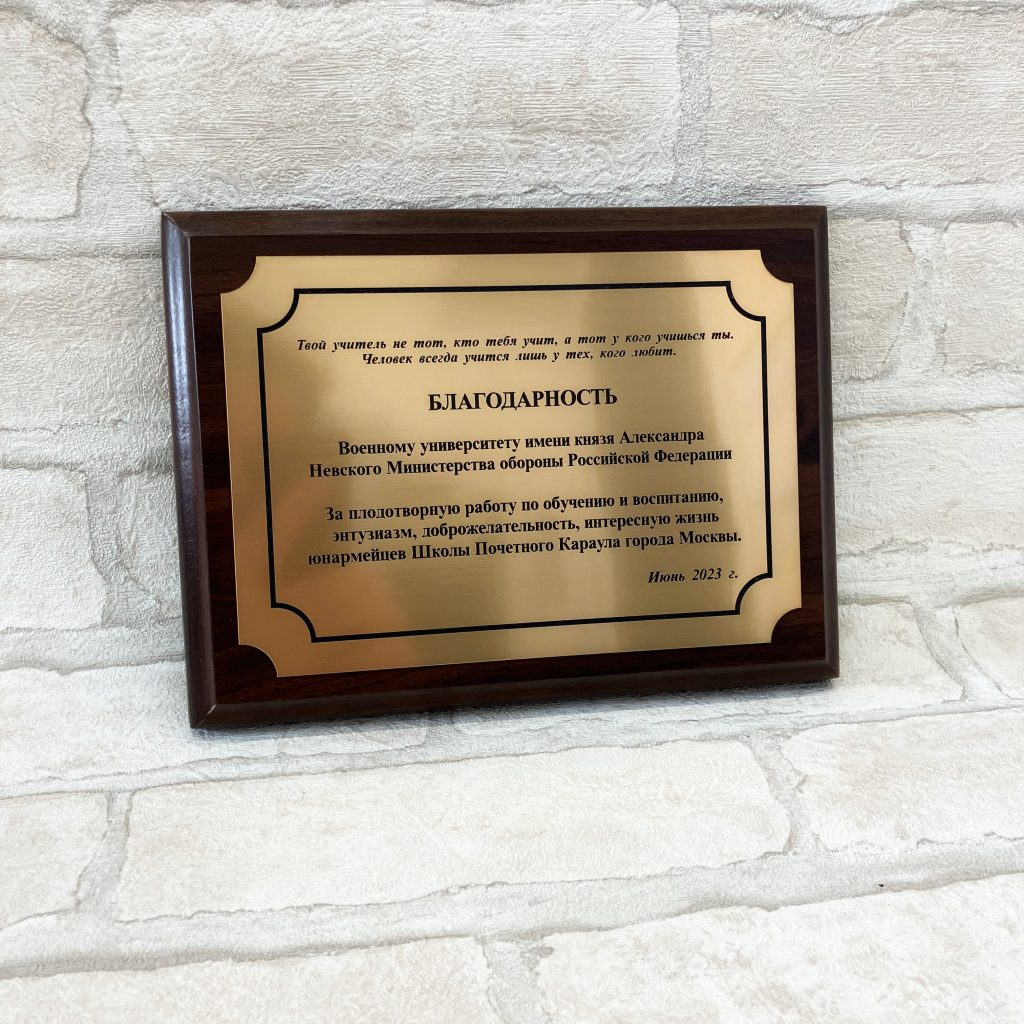 Твой учитель не тот, кто тебя учит, а тот у кого учишься ты.
Человек всегда учится лишь у тех, кого любит.
БЛАГОДАРНОСТЬ
Военному университету имени князя Александра
Невского Министерства обороны Российской Федерации
За плодотворную работу по обучению и воспитанию,
энтузиазм, доброжелательность, интересную жизнь
юнармейцев Школы Почетного Караула города Москвы.
Июнь 2023 г.